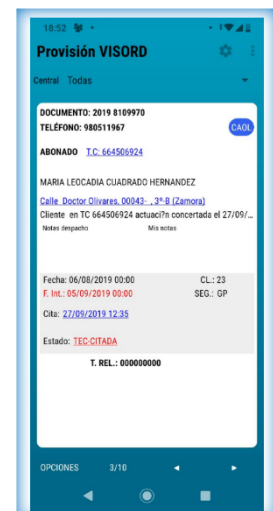 18:52
Provisión VISORD
Central Todas
DOCUMENTO: 2019 8109970
TELÉFONO: 980511967
CAOL
ABONADO T.C: 664506924
MARIA LEOCADIA CUADRADO HERNANDEZ
Calle Doctor Olivares, 00043- , 3º-B (Zamora)
Cliente en TC 664506924 actuaci?n concertada el 27/09/...
Notas despacho Mis notas
Fecha: 06/08/2019 00:00 CL.: 23
F. Int.: 05/09/2019 00:00 SEG.: GP
Cita: 27/09/2019 12:35
Estado: TEC-CITADA
T. REL.: 000000000
OPCIONES 3/10